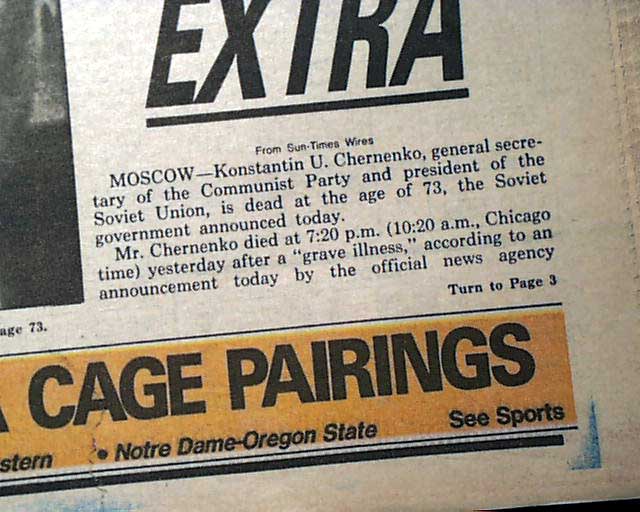 EXTRA
From Sun-Times Wires
MOSCOW—Konstantin U. Chernenko, general secre-
tary of the Communist Party and president of the
Soviet Union, is dead at the age of 73, the Soviet
government announced today.
Mr. Chernenko died at 7:20 p.m. (10:20 a.m., Chicago
time) yesterday after a "grave illness," according to an
announcement today by the official news agency
Turn to Page 3
age 73.
A CAGE PAIRINGS
stern • Notre Dame-Oregon State See Sports